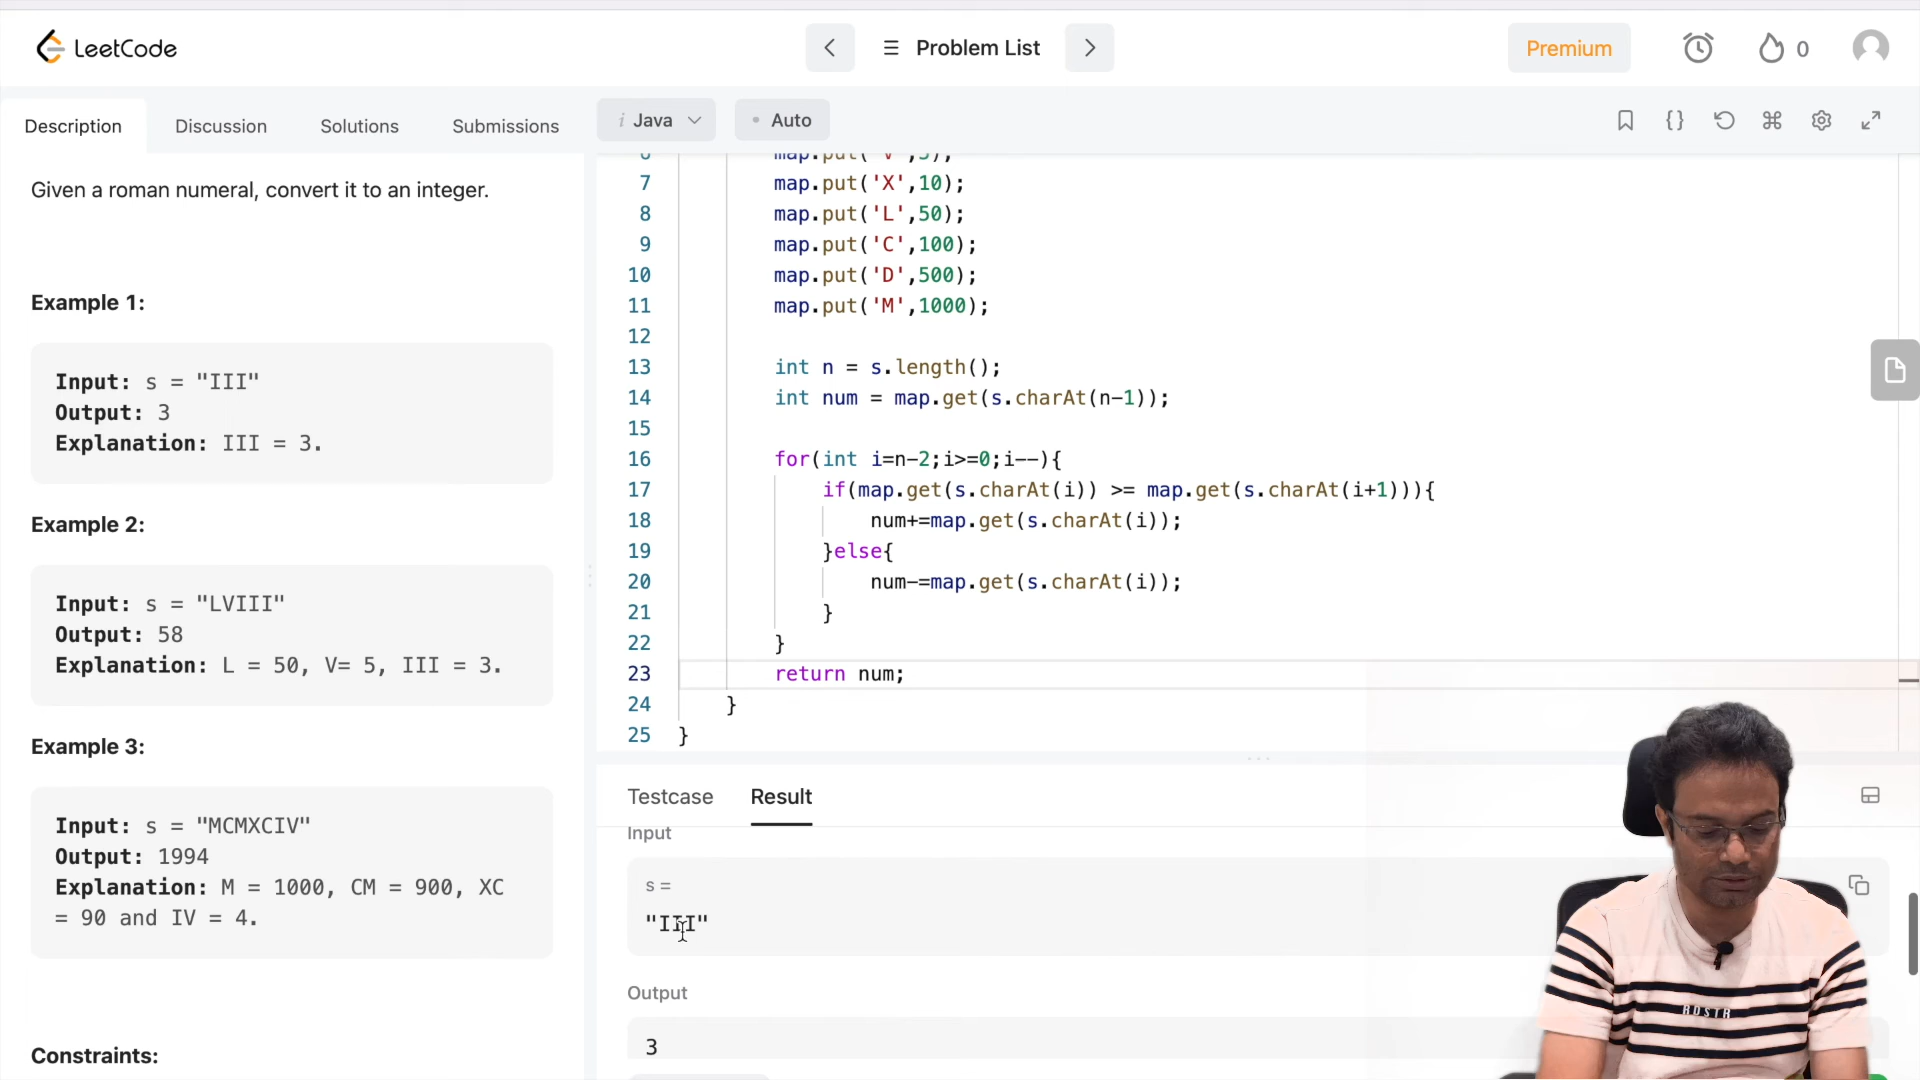 LeetCode
Problem List
Premium
0
Description
Discussion
Solutions
Submissions
Java
Auto
Given a roman numeral, convert it to an integer.
Example 1:
Input: s = "III"
Output: 3
Explanation: III = 3.
Example 2:
Input: s = "LVIII"
Output: 58
Explanation: L = 50, V= 5, III = 3.
Example 3:
Input: s = "MCMXCIV"
Output: 1994
Explanation: M = 1000, CM = 900, XC
= 90 and IV = 4.
Constraints:
6 map.put('V',5);
7 map.put('X',10);
8 map.put('L',50);
9 map.put('C',100);
10 map.put('D',500);
11 map.put('M',1000);
12
13 int n = s.length();
14 int num = map.get(s.charAt(n-1));
15
16 for(int i=n-2;i>=0;i--){
17 if(map.get(s.charAt(i)) >= map.get(s.charAt(i+1))){
18 num+=map.get(s.charAt(i));
19 }else{
20 num-=map.get(s.charAt(i));
21 }
22 }
23 return num;
24 }
25 }
Testcase
Result
Input
s =
"III"
Output
3
RDSTR